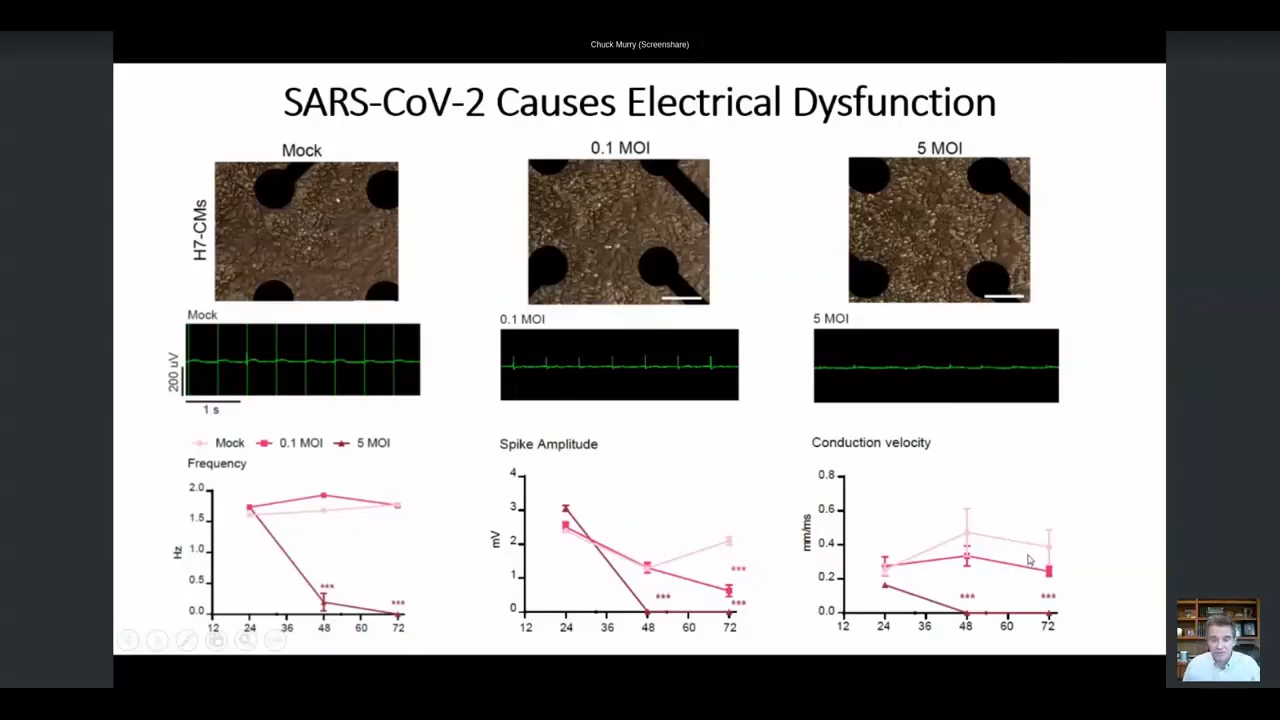 Chuck Murry (Screenshare)
SARS-CoV-2 Causes Electrical Dysfunction
Mock
0.1 MOI
5 MOI
H7-CMs
Mock
0.1 MOI
5 MOI
200 uV
1 s
Mock 0.1 MOI 5 MOI
Frequency
2.0
1.5
1.0
0.5
0.0
Hz
12 24 36 48 60 72
***
***
Spike Amplitude
4
3
2
1
0
mV
12 24 36 48 60 72
***
***
***
Conduction velocity
0.8
0.6
0.4
0.2
0.0
mm/ms
12 24 36 48 60 72
***
***